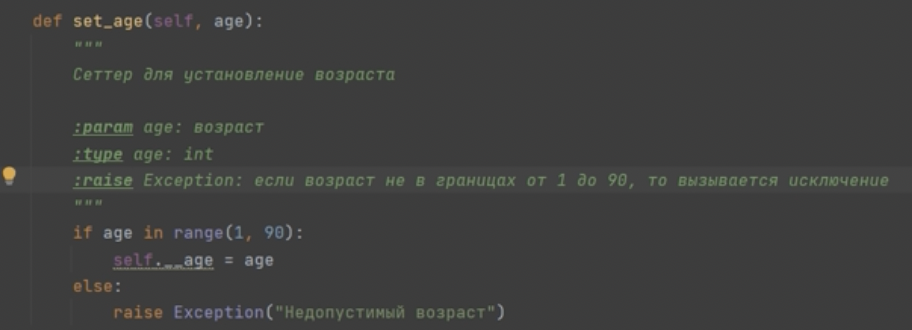 def set_age(self, age):
"""
Сеттер для установление возраста
:param age: возраст
:type age: int
:raise Exception: если возраст не в границах от 1 до 90, то вызывается исключение
"""
if age in range(1, 90):
self.__age = age
else:
raise Exception("Недопустимый возраст")